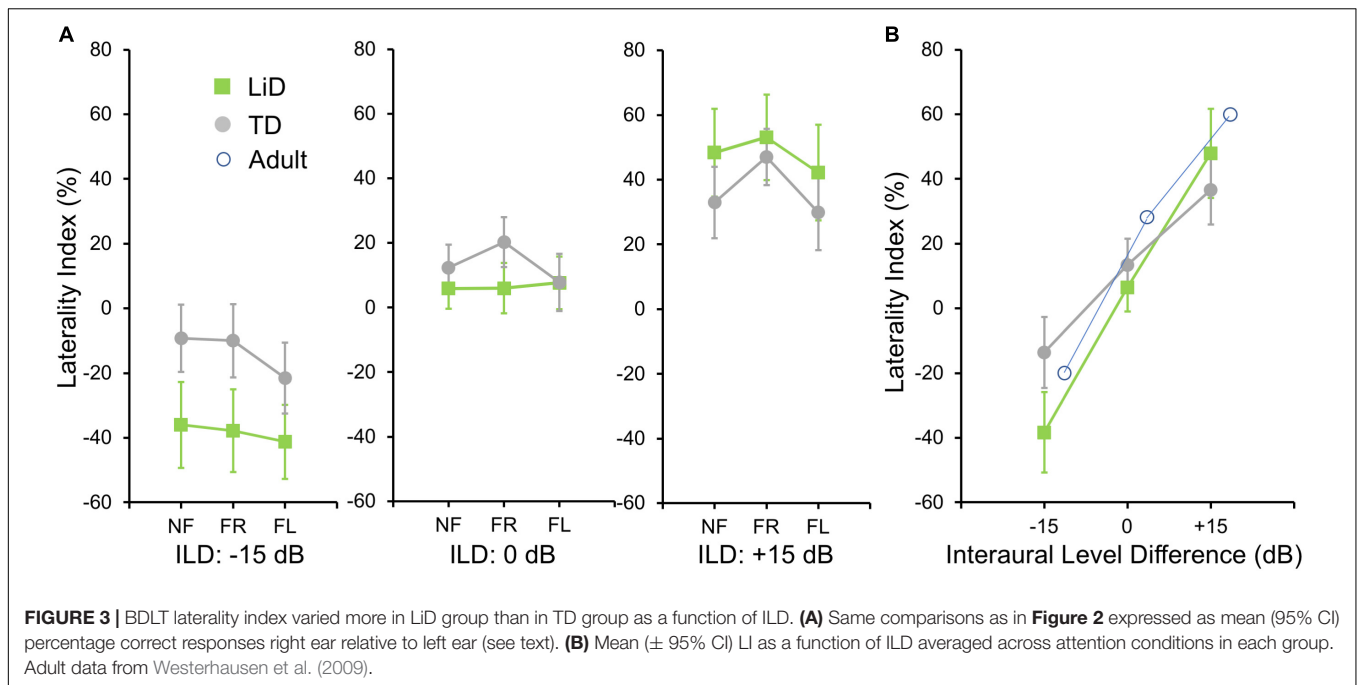 A
80
60
40
20
0
-20
-40
-60
Laterality Index (%)
LiD
TD
Adult
NF FR FL
ILD: -15 dB
80
60
40
20
0
-20
-40
-60
NF FR FL
ILD: 0 dB
80
60
40
20
0
-20
-40
-60
NF FR FL
ILD: +15 dB
B
80
60
40
20
0
-20
-40
-60
Laterality Index (%)
-15 0 +15
Interaural Level Difference (dB)
FIGURE 3 | BDLT laterality index varied more in LiD group than in TD group as a function of ILD. (A) Same comparisons as in Figure 2 expressed as mean (95% CI)
percentage correct responses right ear relative to left ear (see text). (B) Mean (± 95% CI) LI as a function of ILD averaged across attention conditions in each group.
Adult data from Westerhausen et al. (2009).